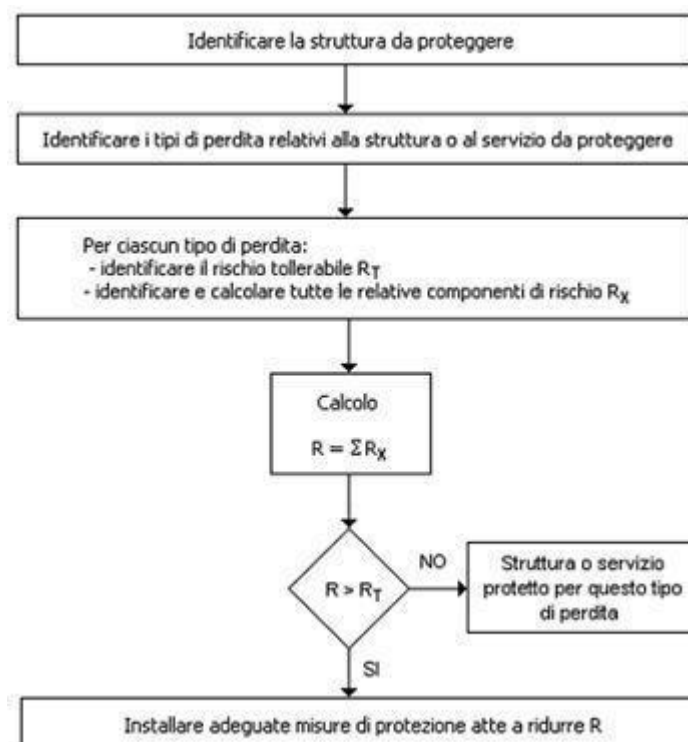 Identificare la struttura da proteggere
Identificare i tipi di perdita relativi alla struttura o al servizio da proteggere
Per ciascun tipo di perdita:
- identificare il rischio tollerabile RT
- identificare e calcolare tutte le relative componenti di rischio RX
Calcolo
R = ΣRX
R > RT
NO
Struttura o servizio
protetto per questo tipo
di perdita
SI
Installare adeguate misure di protezione atte a ridurre R